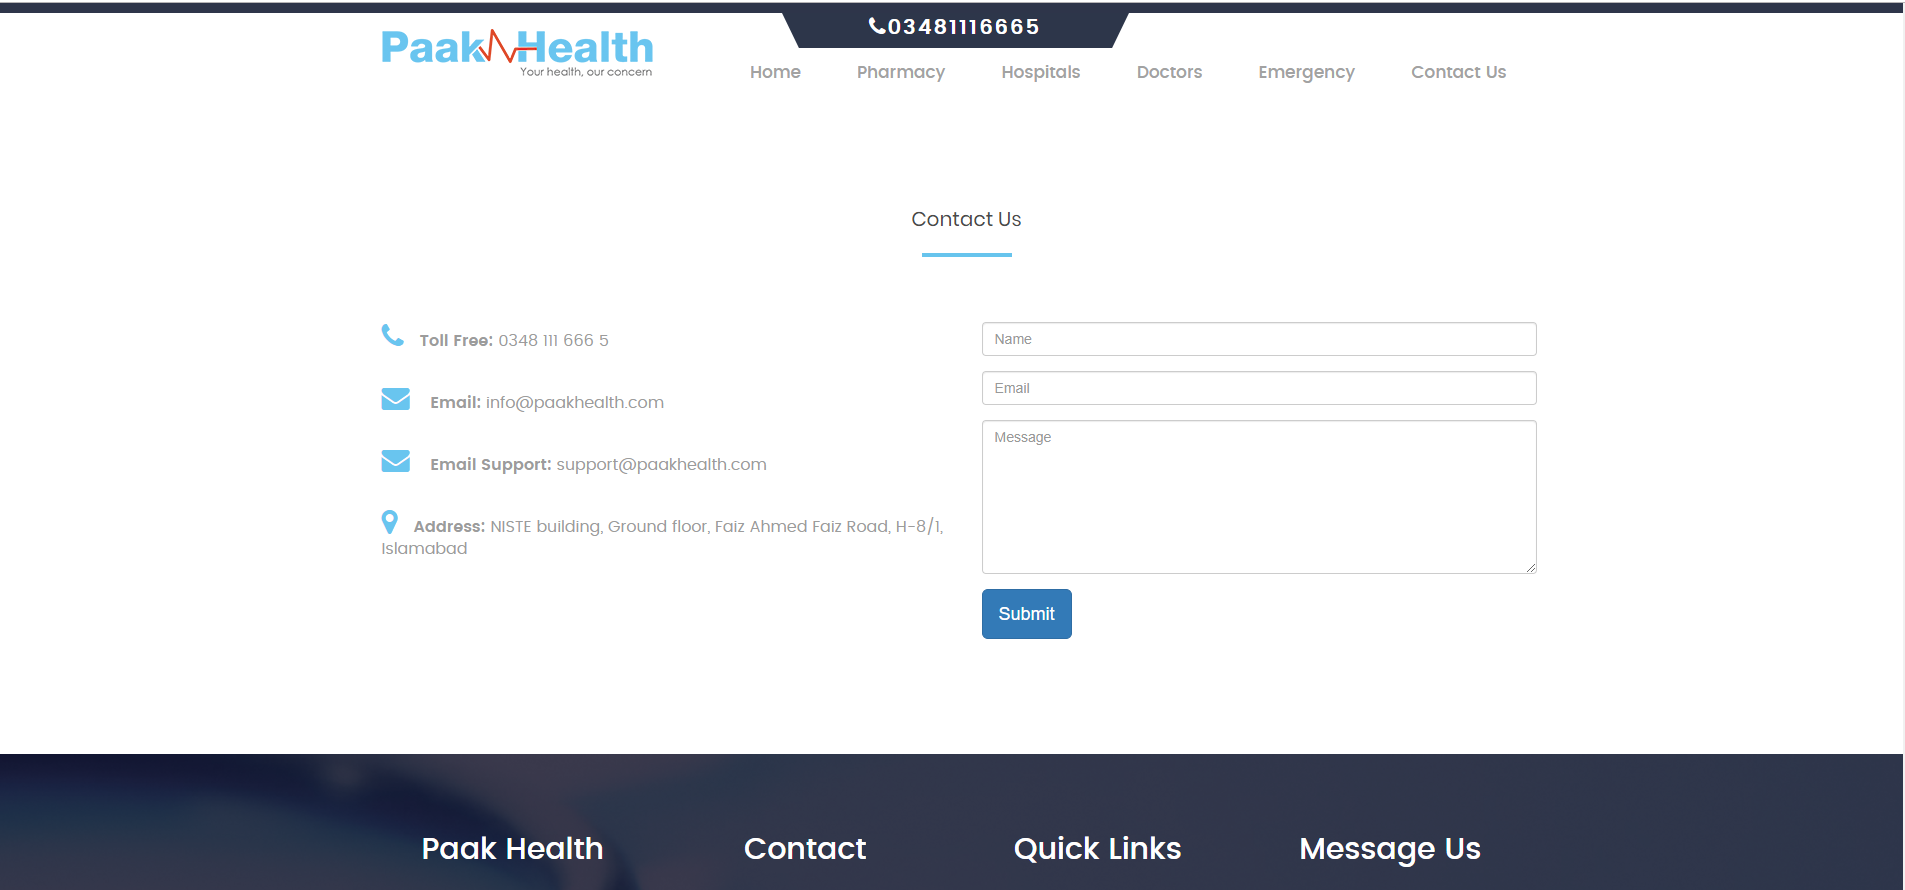 03481116665
Paak Health
Your health, our concern
Home Pharmacy Hospitals Doctors Emergency Contact Us
Contact Us
Toll Free: 0348 111 666 5
Email: info@paakhealth.com
Email Support: support@paakhealth.com
Address: NISTE building, Ground floor, Faiz Ahmed Faiz Road, H-8/1,
Islamabad
Name
Email
Message
Submit
Paak Health Contact Quick Links Message Us